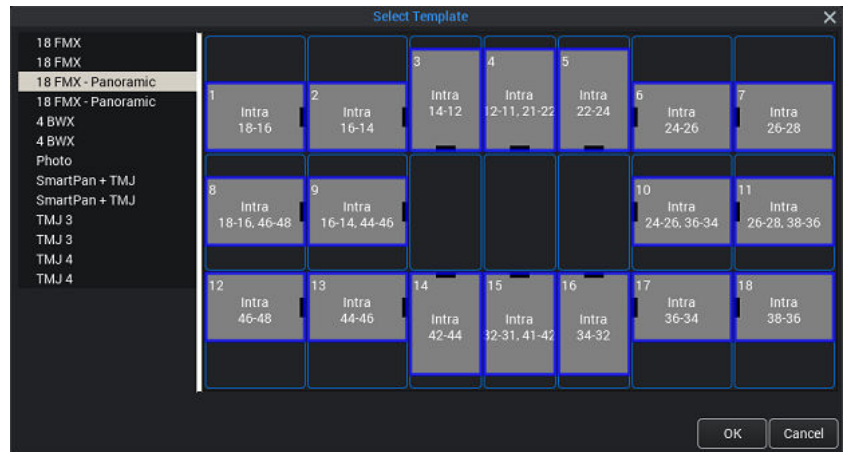 Select Template
18 FMX
18 FMX
18 FMX - Panoramic
18 FMX - Panoramic
4 BWX
4 BWX
Photo
SmartPan + TMJ
SmartPan + TMJ
TMJ 3
TMJ 3
TMJ 4
TMJ 4
1
Intra
18-16
2
Intra
16-14
3
Intra
14-12
4
Intra
12-11, 21-22
5
Intra
22-24
6
Intra
24-26
7
Intra
26-28
8
Intra
18-16, 46-48
9
Intra
16-14, 44-46
10
Intra
24-26, 36-34
11
Intra
26-28, 38-36
12
Intra
46-48
13
Intra
44-46
14
Intra
42-44
15
Intra
32-31, 41-42
16
Intra
34-32
17
Intra
36-34
18
Intra
38-36
OK
Cancel